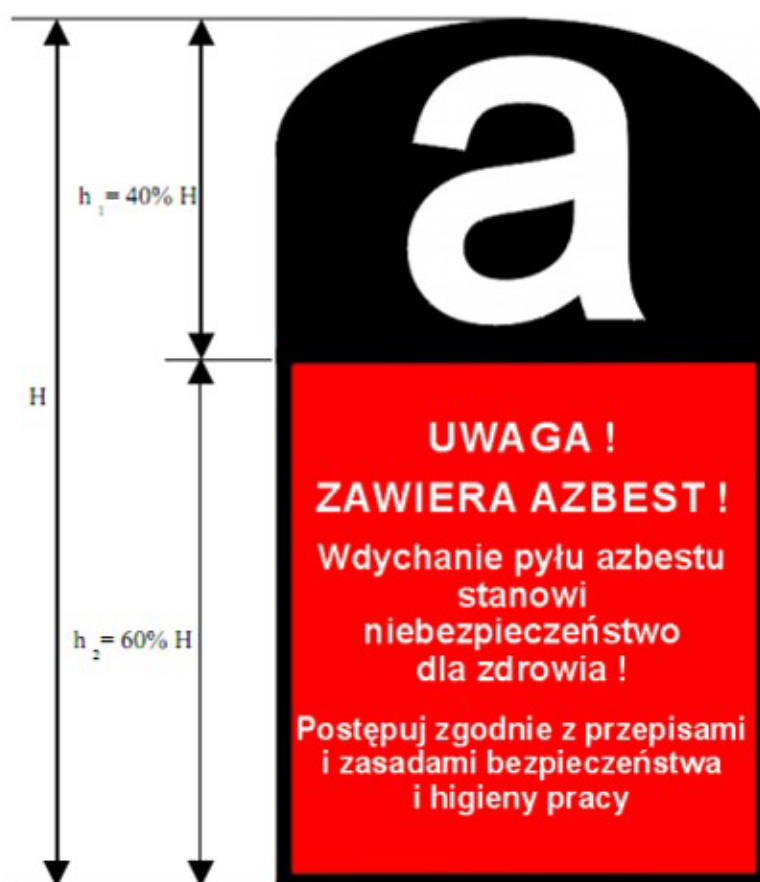 a
h₁= 40% H
H
UWAGA !
ZAWIERA AZBEST !
Wdychanie pyłu azbestu
stanowi
niebezpieczeństwo
dla zdrowia !
h₂= 60% H
Postępuj zgodnie z przepisami
i zasadami bezpieczeństwa
i higieny pracy